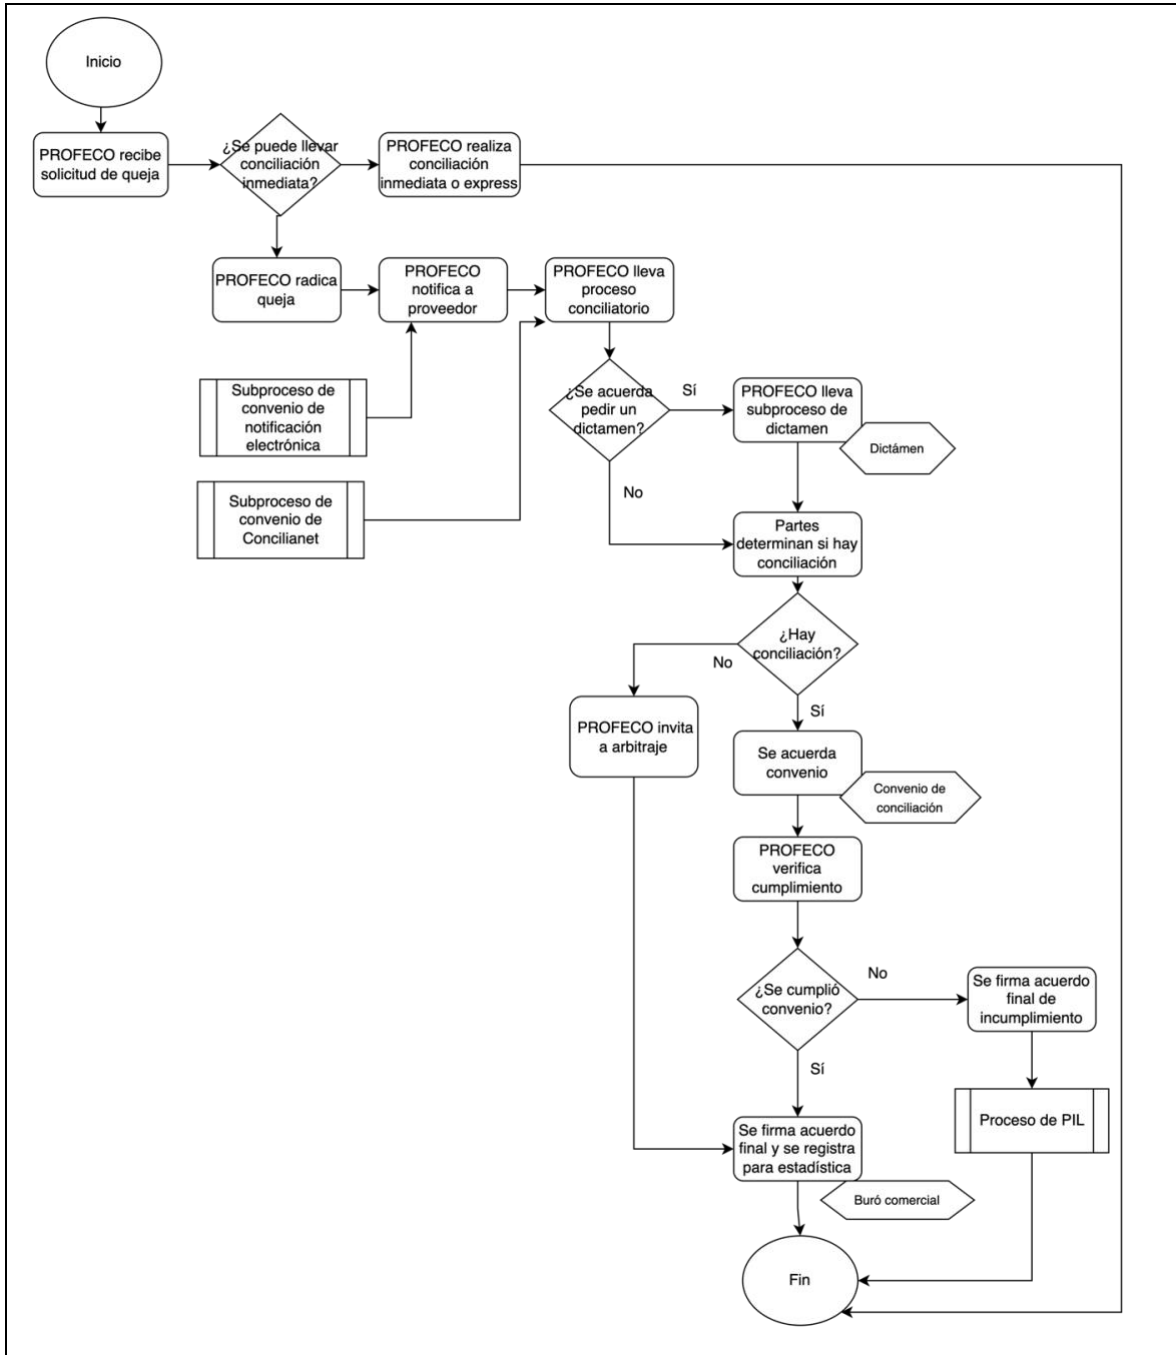 Inicio
PROFECO recibe
solicitud de queja
¿Se puede llevar
conciliación
inmediata?
PROFECO realiza
conciliación
inmediata o express
PROFECO radica
queja
PROFECO
notifica a
proveedor
PROFECO lleva
proceso
conciliatorio
Subproceso de
convenio de
notificación
electrónica
¿Se acuerda
pedir un
dictamen?
Sí
PROFECO lleva
subproceso de
dictamen
Dictámen
No
Subproceso de
convenio de
Concilianet
Partes
determinan si hay
conciliación
¿Hay
conciliación?
No
Sí
PROFECO invita
a arbitraje
Se acuerda
convenio
Convenio de
conciliación
PROFECO
verifica
cumplimiento
¿Se cumplió
convenio?
No
Se firma acuerdo
final de
incumplimiento
Sí
Proceso de PIL
Se firma acuerdo
final y se registra
para estadística
Buró comercial
Fin